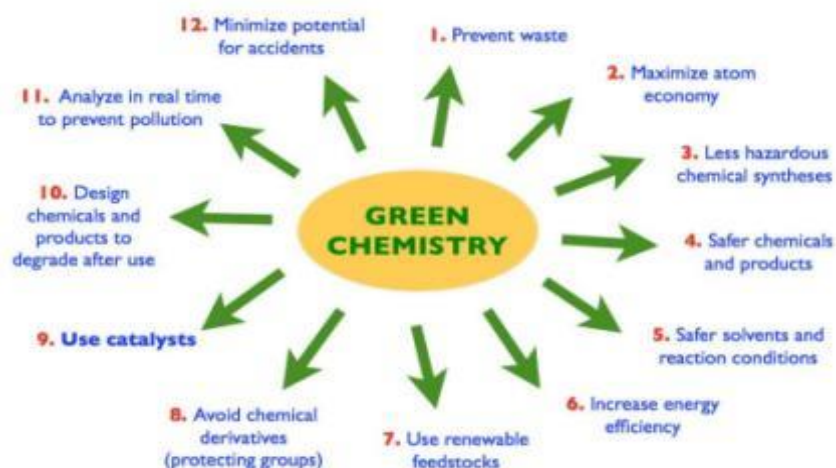 GREEN
CHEMISTRY
1. Prevent waste
2. Maximize atom
economy
3. Less hazardous
chemical syntheses
4. Safer chemicals
and products
5. Safer solvents and
reaction conditions
6. Increase energy
efficiency
7. Use renewable
feedstocks
8. Avoid chemical
derivatives
(protecting groups)
9. Use catalysts
10. Design
chemicals and
products to
degrade after use
11. Analyze in real time
to prevent pollution
12. Minimize potential
for accidents